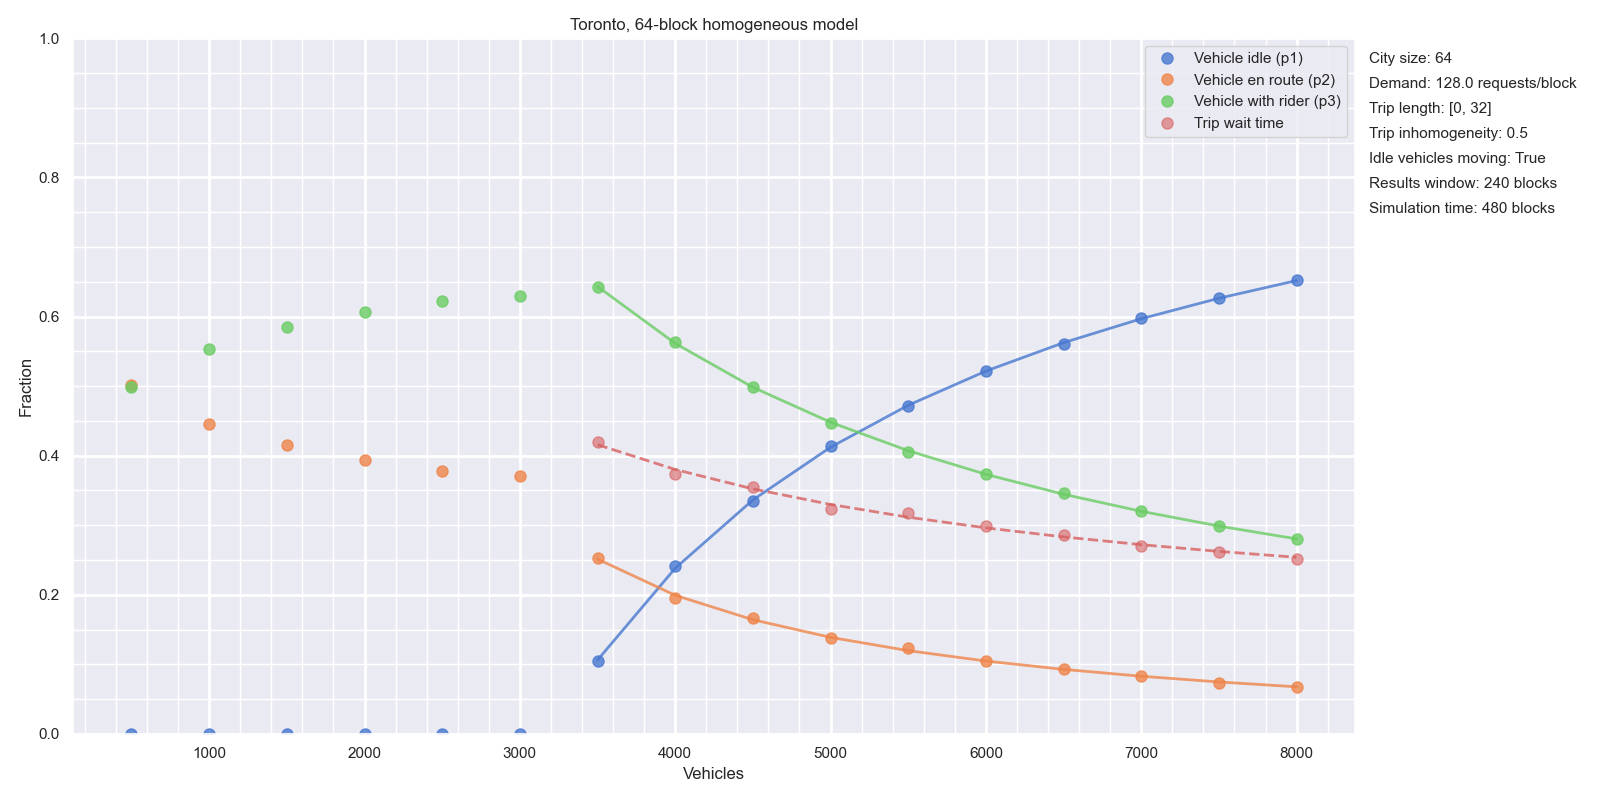 Toronto, 64-block homogeneous model
1.0
0.8
0.6
0.4
0.2
0.0
Fraction
1000
2000
3000
4000
5000
6000
7000
8000
Vehicles
Vehicle idle (p1)
Vehicle en route (p2)
Vehicle with rider (p3)
Trip wait time
City size: 64
Demand: 128.0 requests/block
Trip length: [0, 32]
Trip inhomogeneity: 0.5
Idle vehicles moving: True
Results window: 240 blocks
Simulation time: 480 blocks